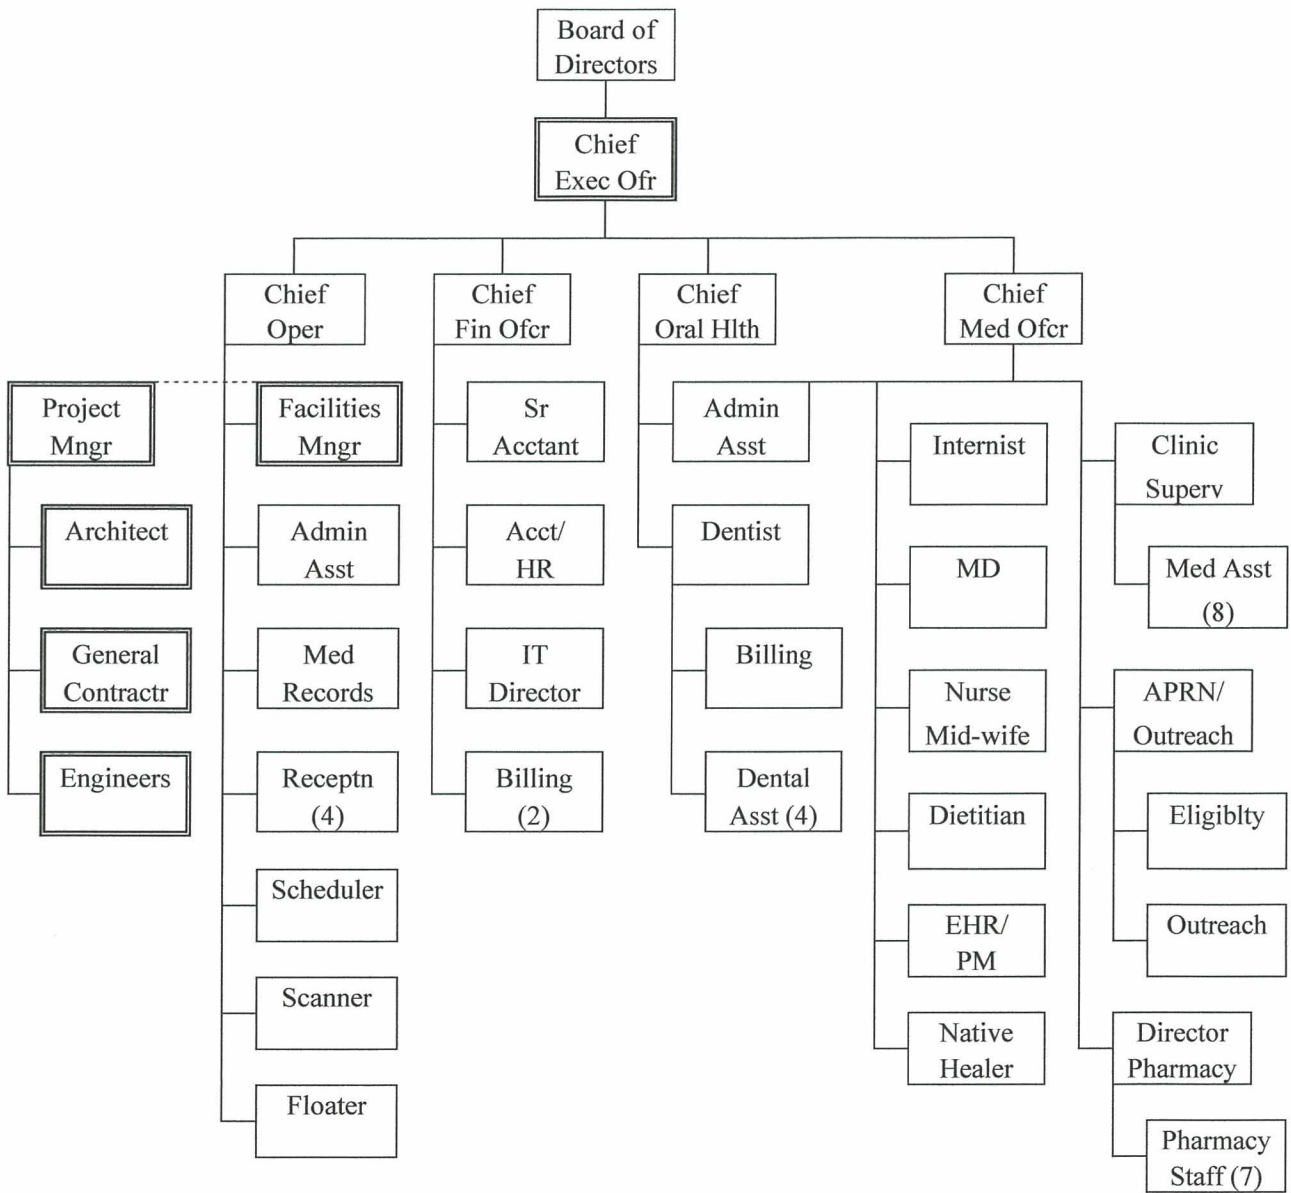 Board of
Directors
Chief
Exec Ofr
Chief
Oper
Chief
Fin Ofcr
Chief
Oral Hlth
Chief
Med Ofcr
Project
Mngr
Architect
General
Contractr
Engineers
Facilities
Mngr
Admin
Asst
Med
Records
Receptn
(4)
Scheduler
Scanner
Floater
Sr
Acctant
Acct/
HR
IT
Director
Billing
(2)
Admin
Asst
Dentist
Billing
Dental
Asst (4)
Internist
MD
Nurse
Mid-wife
Dietitian
EHR/
PM
Native
Healer
Clinic
Superv
Med Asst
(8)
APRN/
Outreach
Eligiblty
Outreach
Director
Pharmacy
Pharmacy
Staff (7)